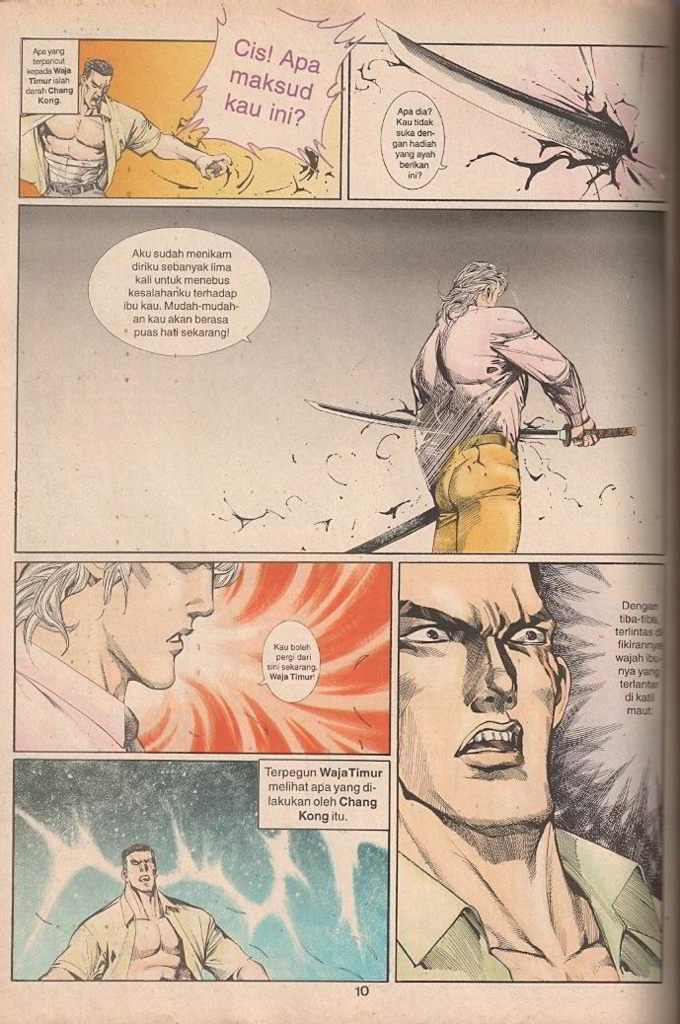 Apa yang
terpancut
kepada Waja
Timur ialah
darah Chang
Kong.
Cis! Apa
maksud
kau ini?
Apa dia?
Kau tidak
suka den-
gan hadiah
yang ayah
berikan
ini?
Aku sudah menikam
diriku sebanyak lima
kali untuk menebus
kesalahanku terhadap
ibu kau. Mudah-mudah-
an kau akan berasa
puas hati sekarang!
Kau boleh
pergi dari
sini sekarang.
Waja Timur!
Dengan
tiba-tiba,
terlintas di
fikirannya
wajah ibu-
nya yang
terlantar
di katil
maut.
Terpegun WajaTimur
melihat apa yang di-
lakukan oleh Chang
Kong itu.
10